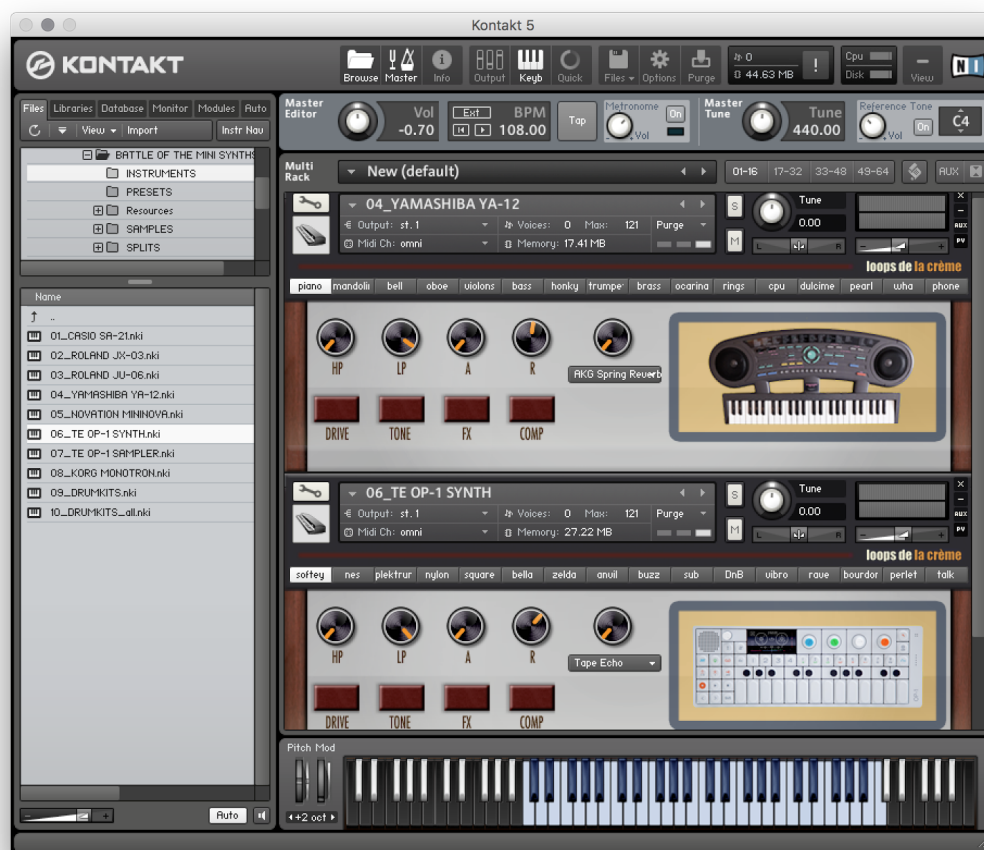 Kontakt 5
KONTAKT
Browse Master Info Output Keyb Quick Files Options Purge
0
44.63 MB
!
Cpu
Disk
View
NI
Files Libraries Database Monitor Modules Auto
View Import Instr Nav
BATTLE OF THE MINI SYNTHS
INSTRUMENTS
PRESETS
Resources
SAMPLES
SPLITS
Name
..
01_CASIO SA-21.nki
02_ROLAND JX-03.nki
03_ROLAND JU-06.nki
04_YAMASHIBA YA-12.nki
05_NOVATION MININOVA.nki
06_TE OP-1 SYNTH.nki
07_TE OP-1 SAMPLER.nki
08_KORG MONOTRON.nki
09_DRUMKITS.nki
10_DRUMKITS_all.nki
Auto
Master Editor
Vol
-0.70
Ext BPM
108.00
Tap
Metronome
On
Vol
Master Tune
Tune
440.00
Reference Tone
On
Vol
C4
Multi Rack
New (default)
01-16 17-32 33-48 49-64
AUX
04_YAMASHIBA YA-12
Output: st. 1 Voices: 0 Max: 121 Purge
Midi Ch: omni Memory: 17.41 MB
S
M
Tune
0.00
L R
- +
×
-
AUX
PV
loops de la crème
piano mandolii bell oboe violons bass honky trumpe brass ocarina rings cpu dulcime pearl wha phone
HP LP A R
AKG Spring Reverb
DRIVE TONE FX COMP
06_TE OP-1 SYNTH
Output: st. 1 Voices: 0 Max: 121 Purge
Midi Ch: omni Memory: 27.22 MB
S
M
Tune
0.00
L R
- +
×
-
AUX
PV
loops de la crème
softey nes plektrur nylon square bella zelda anvil buzz sub DnB vibro rave bourdor perlet talk
HP LP A R
Tape Echo
DRIVE TONE FX COMP
Pitch Mod
+2 oct